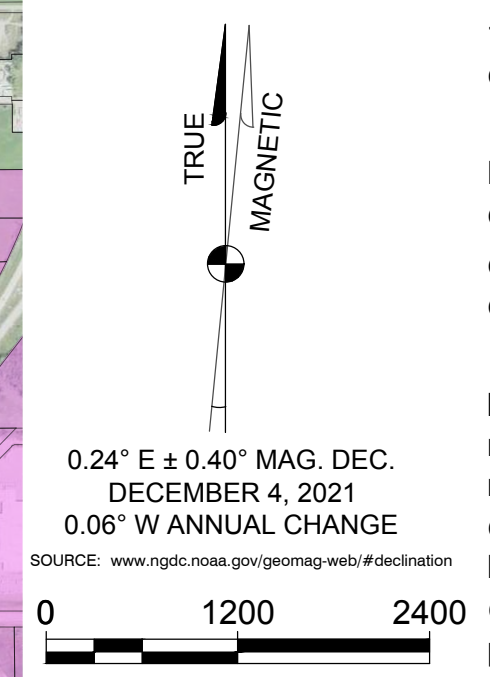 TRUE
MAGNETIC
0.24° E ± 0.40° MAG. DEC.
DECEMBER 4, 2021
0.06° W ANNUAL CHANGE
SOURCE: www.ngdc.noaa.gov/geomag-web/#declination
0 1200 2400